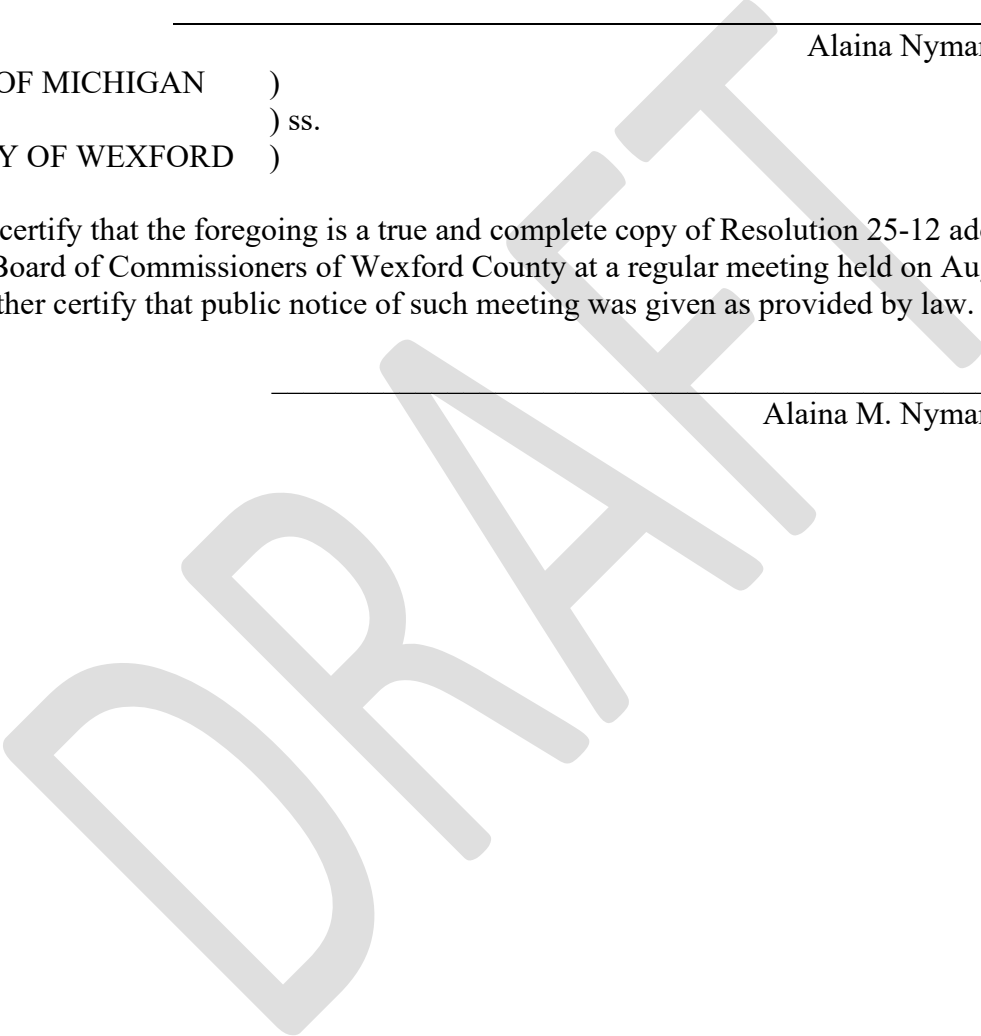 Alaina Nyman
OF MICHIGAN )
) ss.
Y OF WEXFORD )
certify that the foregoing is a true and complete copy of Resolution 25-12 ad
Board of Commissioners of Wexford County at a regular meeting held on Au
ther certify that public notice of such meeting was given as provided by law.
Alaina M. Nyman
DRAFT